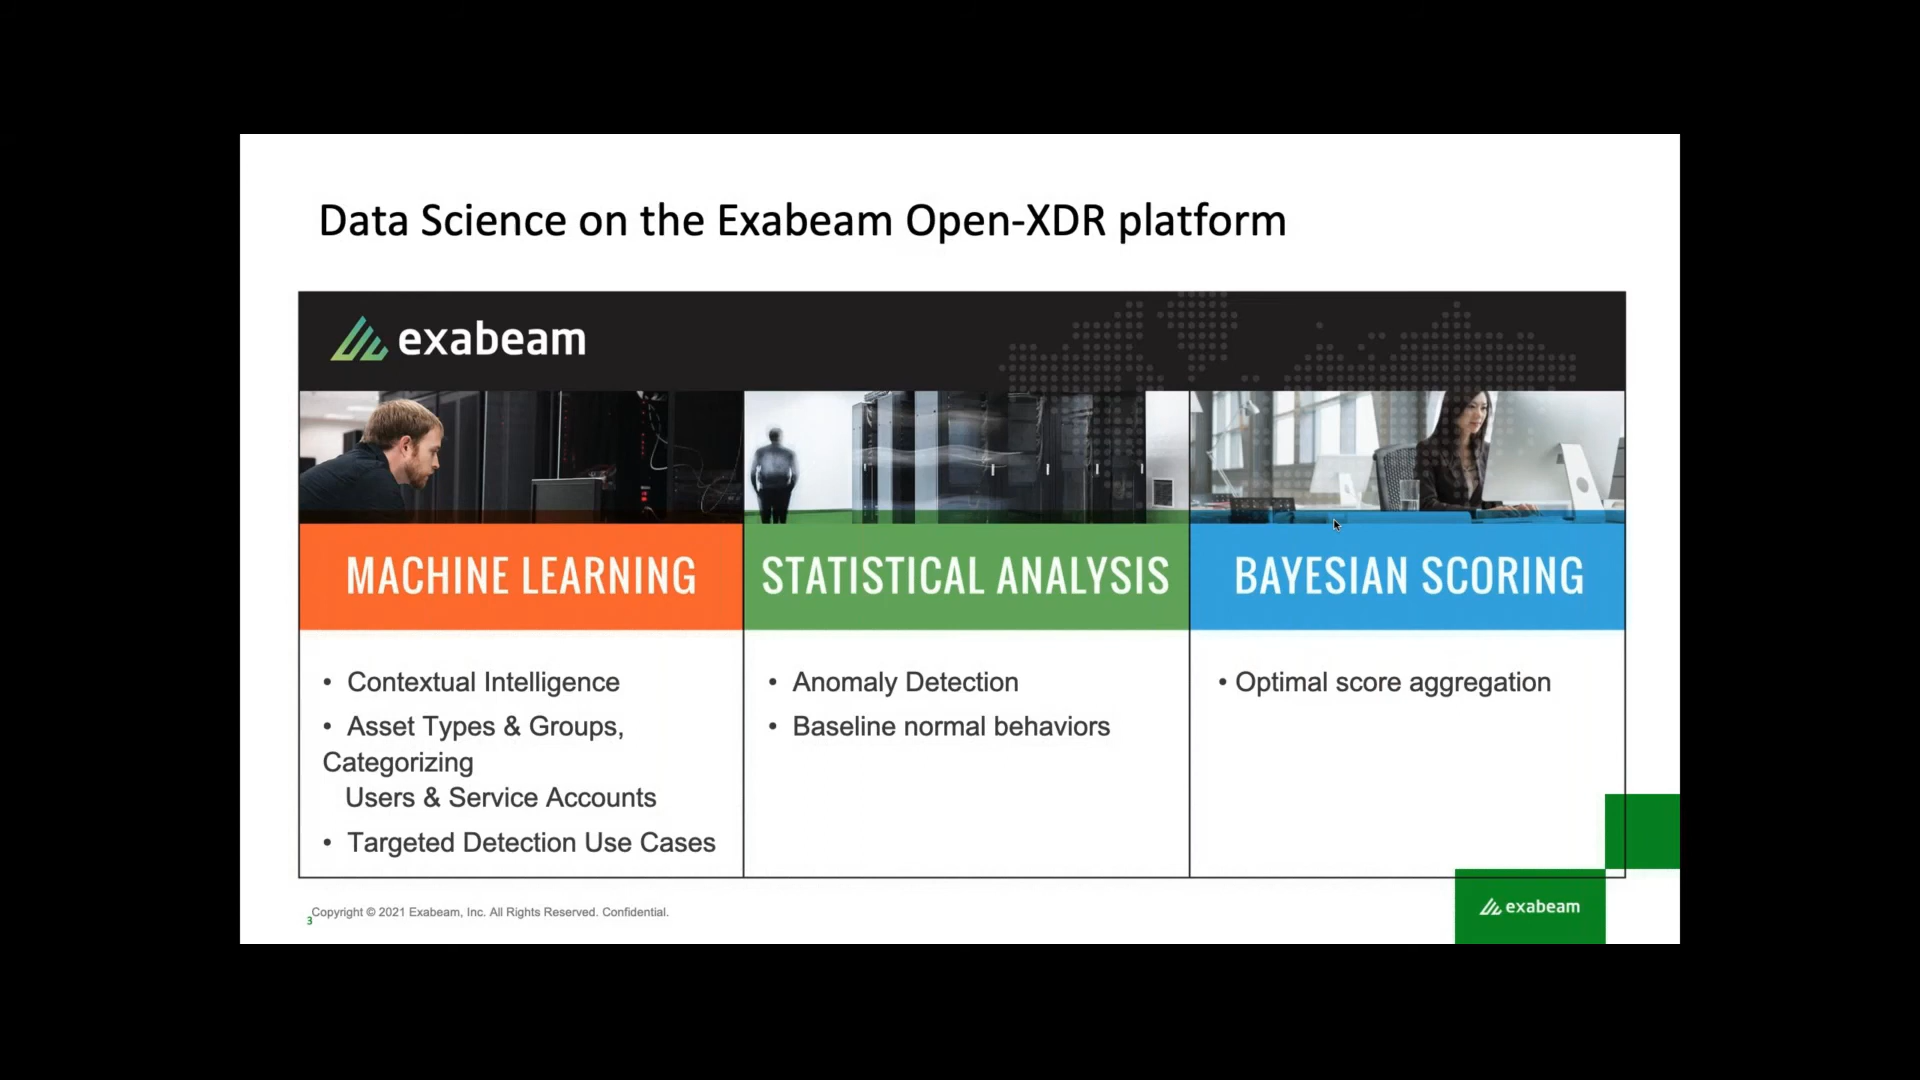 Data Science on the Exabeam Open-XDR platform
exabeam
MACHINE LEARNING
• Contextual Intelligence
• Asset Types & Groups,
Categorizing
Users & Service Accounts
• Targeted Detection Use Cases
STATISTICAL ANALYSIS
• Anomaly Detection
• Baseline normal behaviors
BAYESIAN SCORING
• Optimal score aggregation
Copyright © 2021 Exabeam, Inc. All Rights Reserved. Confidential.
3
exabeam